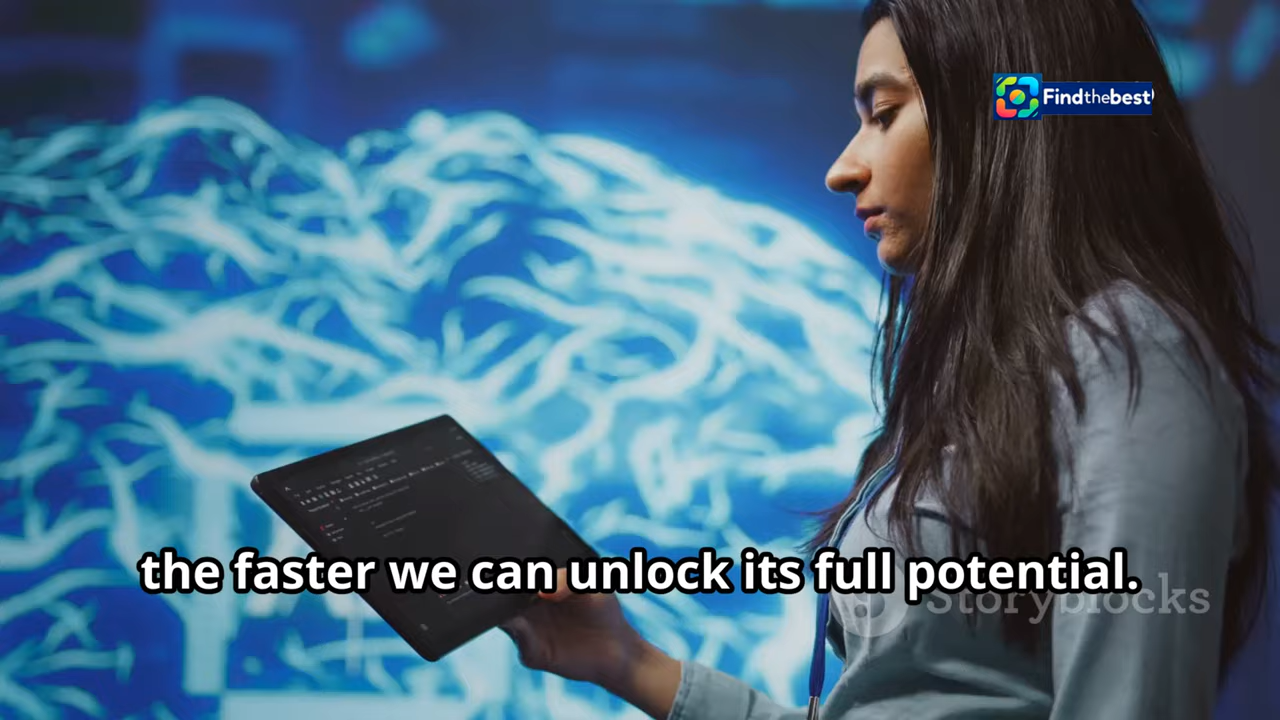 Findthebest
the faster we can unlock its full potential.
Storyblocks